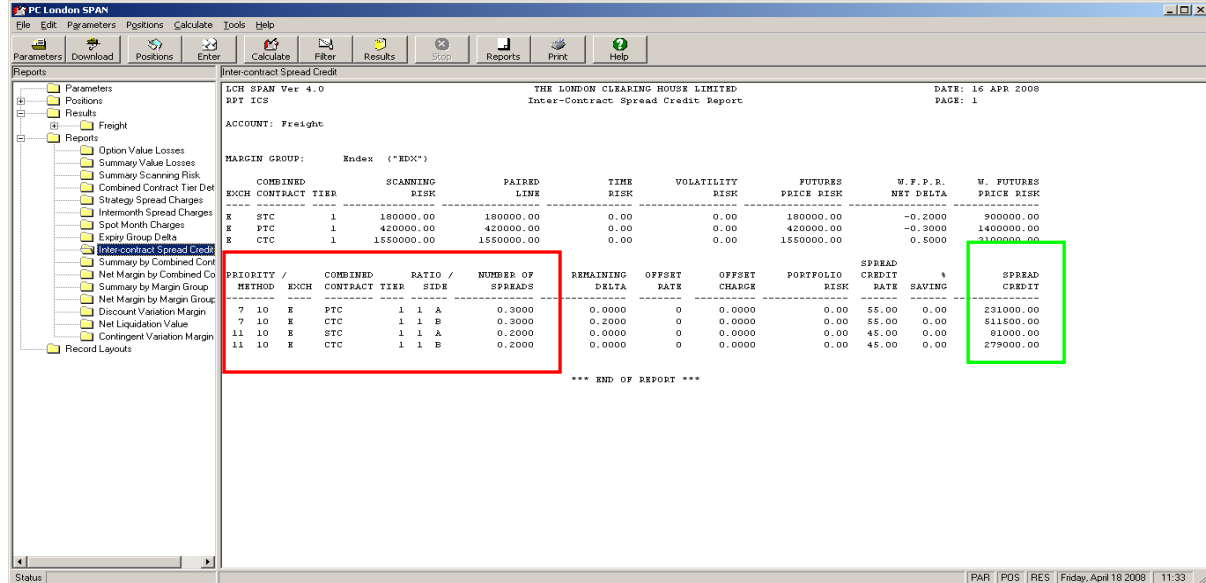 PC London SPAN
File Edit Parameters Positions Calculate Tools Help
Parameters Download Positions Enter Calculate Filter Results Stop Reports Print Help
Reports
Parameters
Positions
Results
Freight
Reports
Option Value Losses
Summary Value Losses
Summary Scanning Risk
Combined Contract Tier Det
Strategy Spread Charges
Intermonth Spread Charges
Spot Month Charges
Expiry Group Delta
Inter-contract Spread Credit
Summary by Combined Cont
Net Margin by Combined Co
Summary by Margin Group
Net Margin by Margin Group
Discount Variation Margin
Net Liquidation Value
Contingent Variation Margin
Record Layouts
Inter-contract Spread Credit
LCH SPAN Ver 4.0 THE LONDON CLEARING HOUSE LIMITED DATE: 16 APR 2008
RPT ICS Inter-Contract Spread Credit Report PAGE: 1
ACCOUNT: Freight
MARGIN GROUP: Endex ("EDX")
COMBINED SCANNING PAIRED TIME VOLATILITY FUTURES W.F.P.R. W. FUTURES
EXCH CONTRACT TIER RISK LINE RISK RISK PRICE RISK NET DELTA PRICE RISK
E STC 1 180000.00 180000.00 0.00 0.00 180000.00 -0.2000 900000.00
E PTC 1 420000.00 420000.00 0.00 0.00 420000.00 -0.3000 1400000.00
E CTC 1 1550000.00 1550000.00 0.00 0.00 1550000.00 0.5000 3100000.00
SPREAD
PRIORITY / COMBINED RATIO / NUMBER OF REMAINING OFFSET OFFSET PORTFOLIO CREDIT % SPREAD
METHOD EXCH CONTRACT TIER SIDE SPREADS DELTA RATE CHARGE RISK RATE SAVING CREDIT
7 10 E PTC 1 1 A 0.3000 0.0000 0 0.0000 0.00 55.00 0.00 231000.00
7 10 E CTC 1 1 B 0.3000 0.2000 0 0.0000 0.00 55.00 0.00 511500.00
11 10 E STC 1 1 A 0.2000 0.0000 0 0.0000 0.00 45.00 0.00 81000.00
11 10 E CTC 1 1 B 0.2000 0.0000 0 0.0000 0.00 45.00 0.00 279000.00
*** END OF REPORT ***
Status PAR POS RES Friday, April 18 2008 11:33